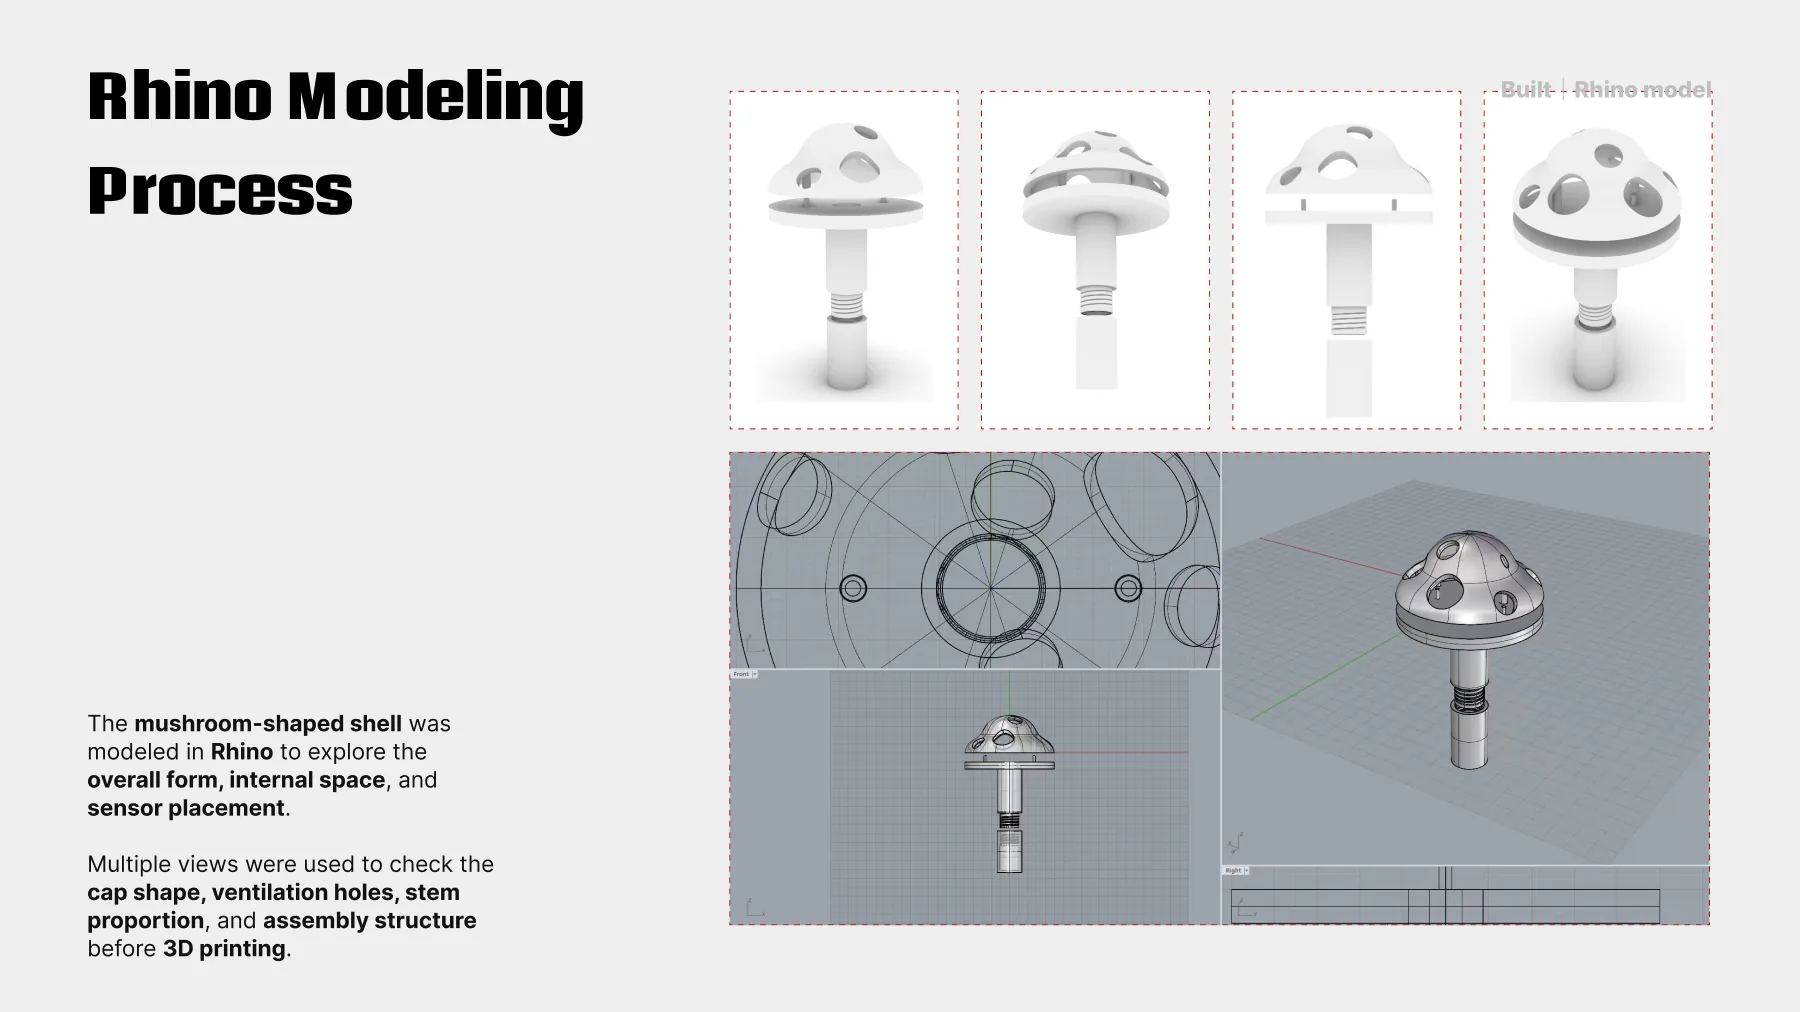 Rhino Modeling
Process
Built | Rhino model
The mushroom-shaped shell was
modeled in Rhino to explore the
overall form, internal space, and
sensor placement.
Multiple views were used to check the
cap shape, ventilation holes, stem
proportion, and assembly structure
before 3D printing.
Front
Right